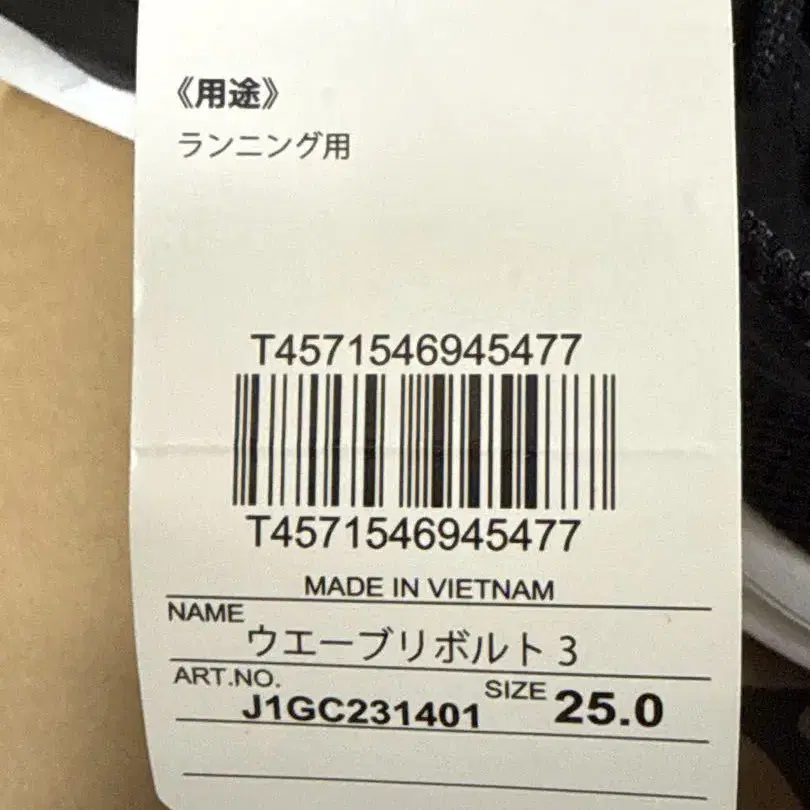 《用途》
ランニング用
T4571546945477
T4571546945477
MADE IN VIETNAM
NAME
ウエーブリボルト3
ART.NO.
J1GC231401
SIZE 25.0